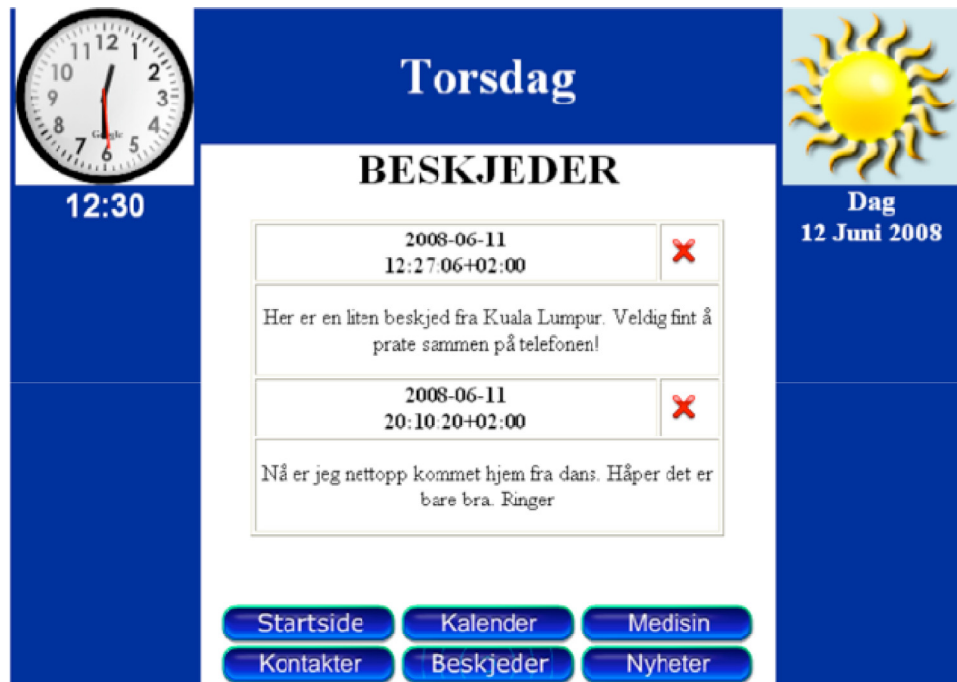 12
1
2
3
4
5
6
7
8
9
10
11
Google
12:30
Torsdag
Dag
12 Juni 2008
BESKJEDER
2008-06-11
12:27:06+02:00
Her er en liten beskjed fra Kuala Lumpur. Veldig fint å
prate sammen på telefonen!
2008-06-11
20:10:20+02:00
Nå er jeg nettopp kommet hjem fra dans. Håper det er
bare bra. Ringer
Startside
Kalender
Medisin
Kontakter
Beskjeder
Nyheter